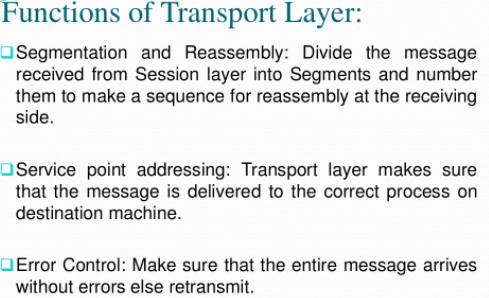 Functions of Transport Layer:
❑Segmentation and Reassembly: Divide the message
received from Session layer into Segments and number
them to make a sequence for reassembly at the receiving
side.
❑Service point addressing: Transport layer makes sure
that the message is delivered to the correct process on
destination machine.
❑Error Control: Make sure that the entire message arrives
without errors else retransmit.